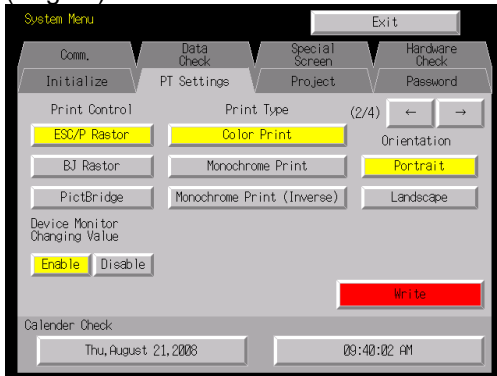 System Menu
Exit
Comm.
Data
Check
Special
Screen
Hardware
Check
Initialize
PT Settings
Project
Password
Print Control
Print Type
(2/4)
←
→
ESC/P Rastor
Color Print
Orientation
BJ Rastor
Monochrome Print
Portrait
PictBridge
Monochrome Print (Inverse)
Landscape
Device Monitor
Changing Value
Enable
Disable
Write
Calender Check
Thu,August 21,2008
09:40:02 AM